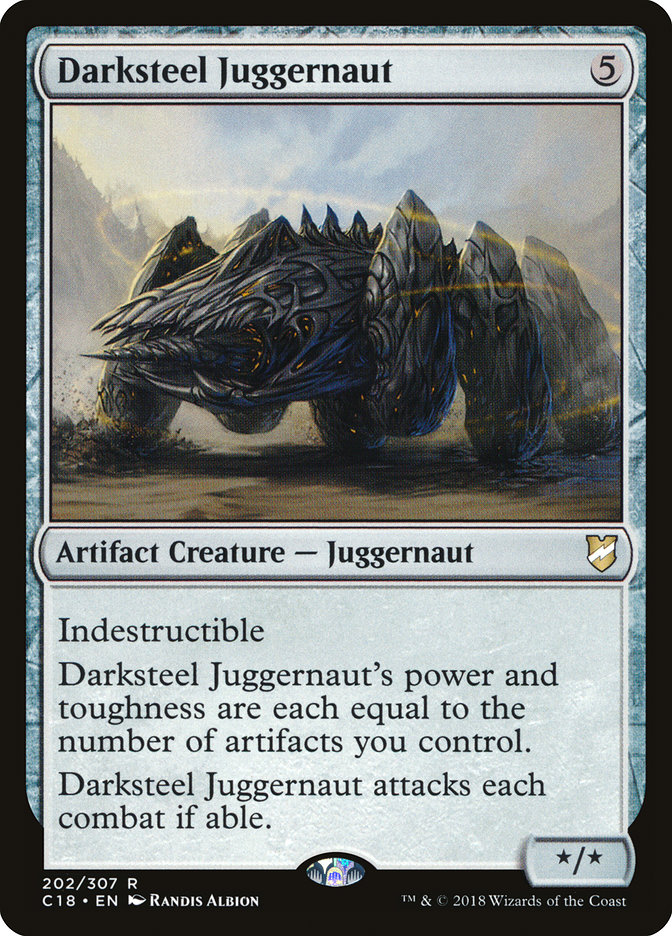 Darksteel Juggernaut 5
Artifact Creature — Juggernaut
Indestructible
Darksteel Juggernaut's power and
toughness are each equal to the
number of artifacts you control.
Darksteel Juggernaut attacks each
combat if able.
★/★
202/307 R
C18 • EN Randis Albion ™ & © 2018 Wizards of the Coast